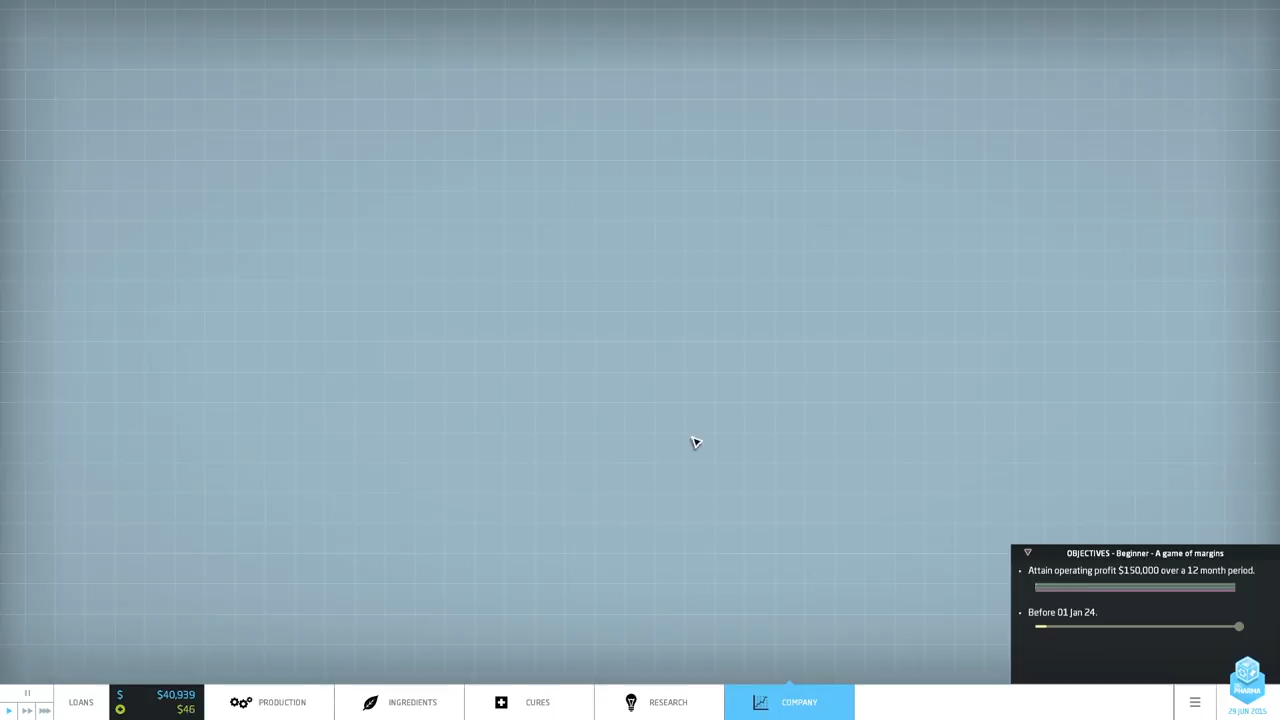 OBJECTIVES - Beginner - A game of margins
• Attain operating profit $150,000 over a 12 month period.
• Before 01 Jan 24.
LOANS
$ $40,939
$46
PRODUCTION
INGREDIENTS
CURES
RESEARCH
COMPANY
PHARMA
29 JUN 2015